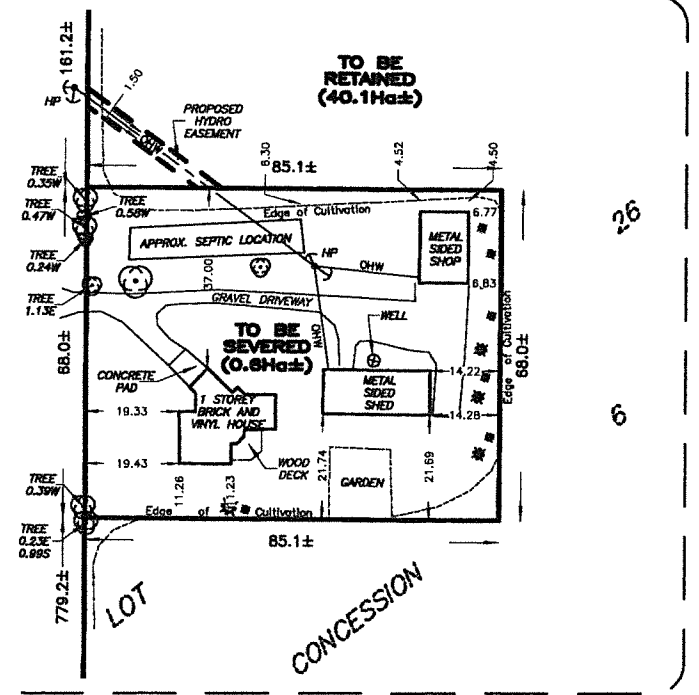 161.2±
1.50
TO BE
RETAINED
(40.1Ha±)
HP
PROPOSED
HYDRO
EASEMENT
OHW
85.1±
8.30
4.52
4.50
TREE
0.35W
TREE
0.58W
0.47W
TREE
0.24W
TREE
1.13E
Edge of Cultivation
6.77
APPROX. SEPTIC LOCATION
METAL
SIDED
SHOP
26
HP
OHW
37.00
6.83
GRAVEL DRIVEWAY
TO BE
SEVERED
(0.6Ha±)
OHW
WELL
Edge of Cultivation
68.0±
68.0±
CONCRETE
PAD
1 STOREY
BRICK AND
VINYL HOUSE
METAL
SIDED
SHED
14.22
14.28
19.33
6
19.43
WOOD
DECK
21.74
GARDEN
21.69
TREE
0.39W
11.26
11.23
Edge of Cultivation
TREE
0.23E
0.99S
85.1±
779.2±
LOT
CONCESSION